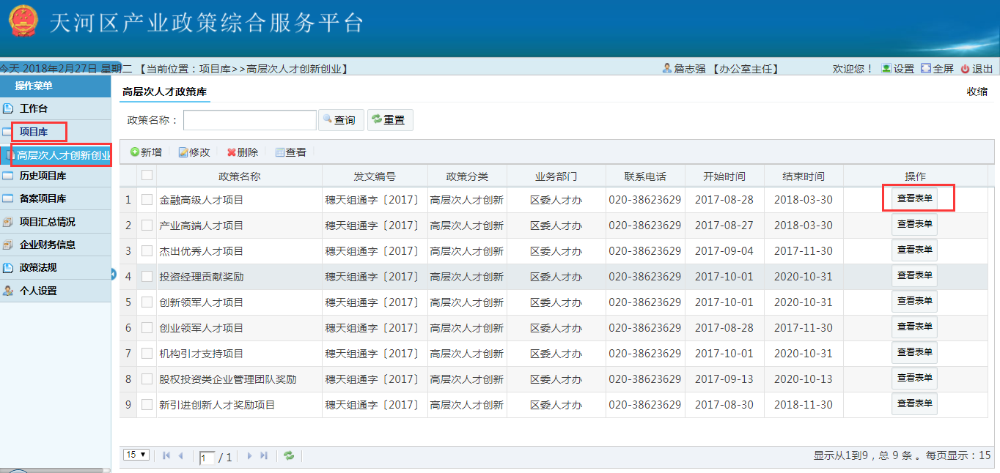 天河区产业政策综合服务平台
今天 2018年2月27日 星期二 【当前位置：项目库>>高层次人才创新创业】 詹志强 【办公室主任】 欢迎您！ 设置 全屏 退出
操作菜单
工作台
项目库
高层次人才创新创业
历史项目库
备案项目库
项目汇总情况
企业财务信息
政策法规
个人设置
高层次人才政策库 收缩
政策名称： 查询 重置
新增 修改 删除 查看
政策名称 发文编号 政策分类 业务部门 联系电话 开始时间 结束时间 操作
1 金融高级人才项目 穗天组通字〔2017〕 高层次人才创新 区委人才办 020-38623629 2017-08-28 2018-03-30 查看表单
2 产业高端人才项目 穗天组通字〔2017〕 高层次人才创新 区委人才办 020-38623629 2017-08-27 2018-03-30 查看表单
3 杰出优秀人才项目 穗天组通字〔2017〕 高层次人才创新 区委人才办 020-38623629 2017-09-04 2017-11-30 查看表单
4 投资经理贡献奖励 穗天组通字〔2017〕 高层次人才创新 区委人才办 020-38623629 2017-10-01 2020-10-31 查看表单
5 创新领军人才项目 穗天组通字〔2017〕 高层次人才创新 区委人才办 020-38623629 2017-10-01 2020-10-31 查看表单
6 创业领军人才项目 穗天组通字〔2017〕 高层次人才创新 区委人才办 020-38623629 2017-08-28 2017-11-30 查看表单
7 机构引才支持项目 穗天组通字〔2017〕 高层次人才创新 区委人才办 020-38623629 2017-10-01 2020-10-31 查看表单
8 股权投资类企业管理团队奖励 穗天组通字〔2017〕 高层次人才创新 区委人才办 020-38623629 2017-09-13 2020-10-13 查看表单
9 新引进创新人才奖励项目 穗天组通字〔2017〕 高层次人才创新 区委人才办 020-38623629 2017-08-30 2018-11-30 查看表单
15 1 / 1 显示从1到9，总 9 条 。每页显示：15